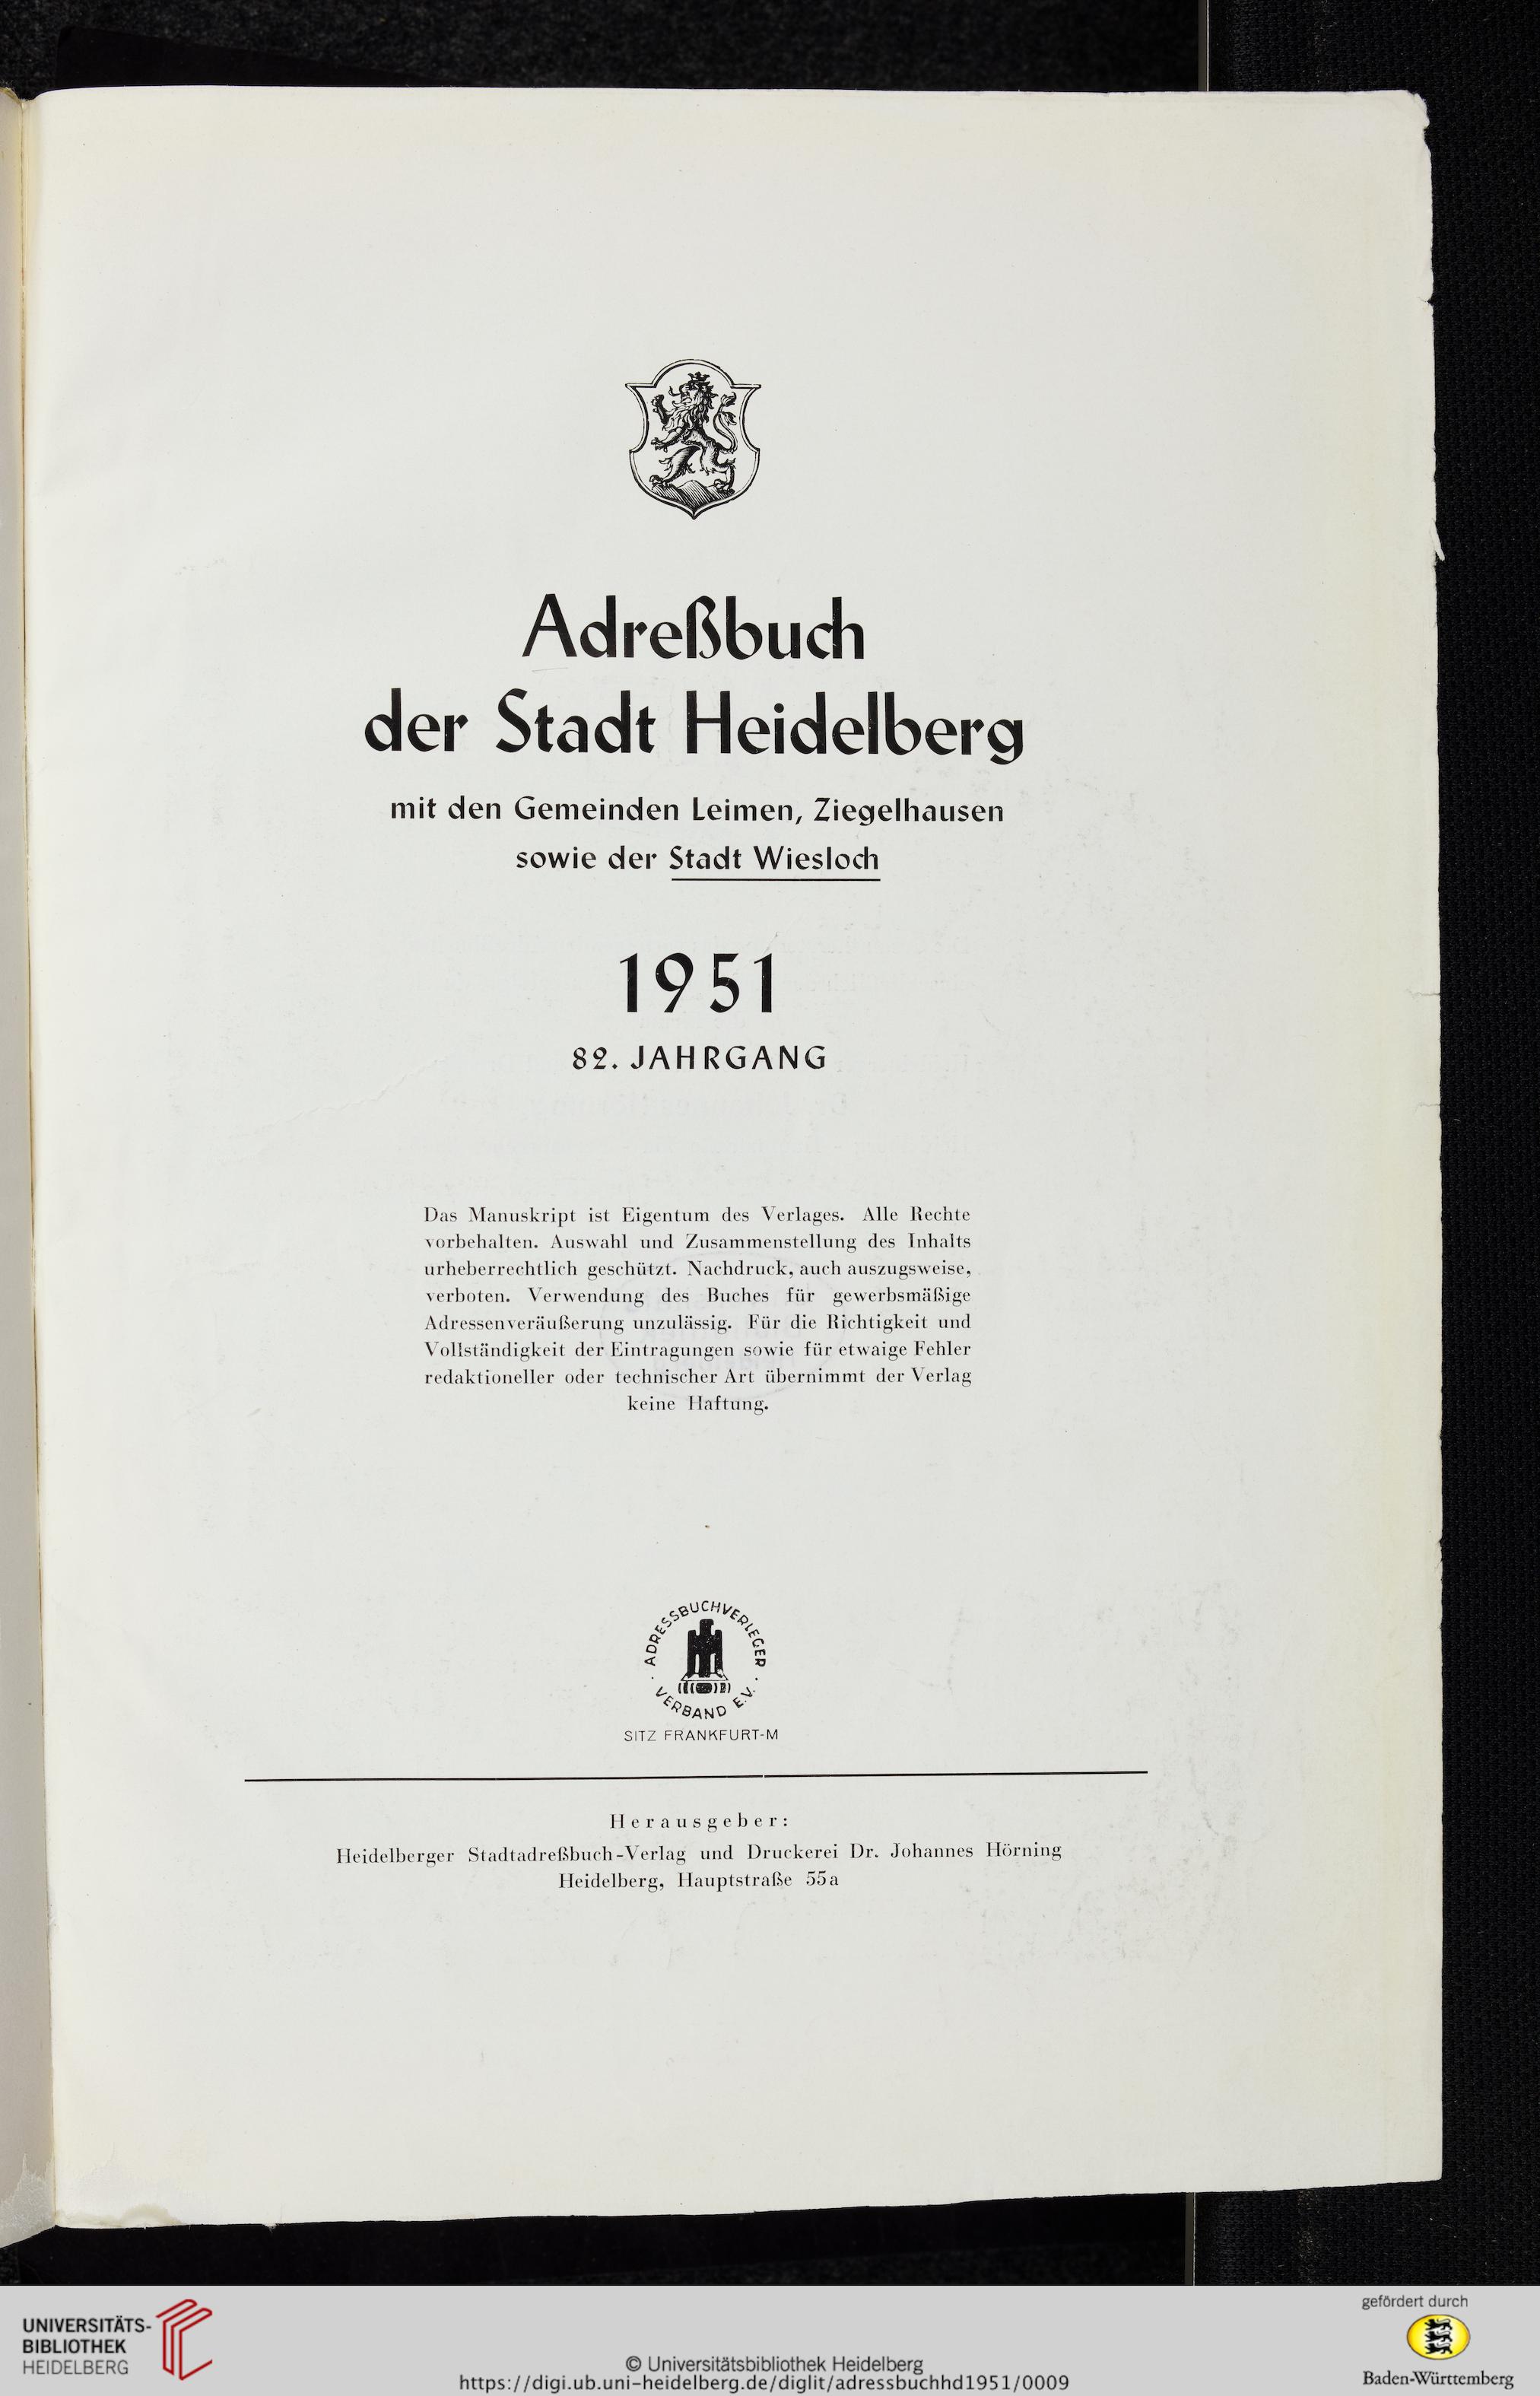 Adreßbuch
der Stadt Heidelberg
mit den Gemeinden Leimen, Ziegelhausen
sowie der Stadt Wiesloch
1951
82. JAHRGANG
Das Manuskript ist Eigentum des Verlages. Alle Rechte
vorbehalten. Auswahl und Zusammenstellung des Inhalts
urheberrechtlich geschützt. Nachdruck, auch auszugsweise,
verboten. Verwendung des Buches für gewerbsmäßige
Adressenveräußerung unzulässig. Für die Richtigkeit und
Vollständigkeit der Eintragungen sowie für etwaige Fehler
redaktioneller oder technischer Art übernimmt der Verlag
keine Haftung.
ADRESSBUCHVERLEGER
VERBAND E.V.
SITZ FRANKFURT-M
Herausgeber:
Heidelberger Stadtadreßbuch-Verlag und Druckerei Dr. Johannes Hörning
Heidelberg, Hauptstraße 55a
UNIVERSITÄTS-
BIBLIOTHEK
HEIDELBERG
© Universitätsbibliothek Heidelberg
https://digi.ub.uni-heidelberg.de/diglit/adressbuchhd1951/0009
gefördert durch
Baden-Württemberg